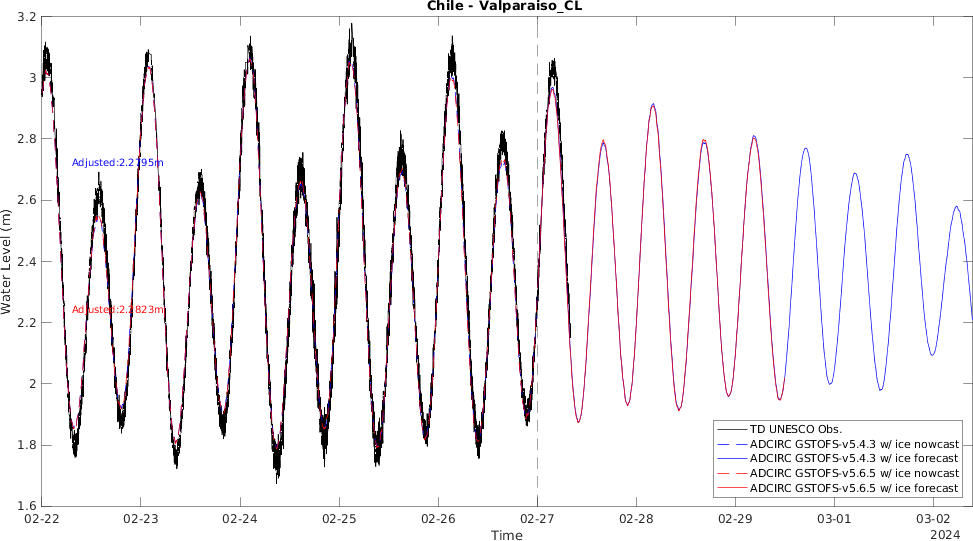 Chile - Valparaiso_CL
3.2
3
2.8
2.6
2.4
2.2
2
1.8
1.6
Water Level (m)
Adjusted:2.2795m
Adjusted:2.2823m
TD UNESCO Obs.
ADCIRC GSTOFS-v5.4.3 w/ ice nowcast
ADCIRC GSTOFS-v5.4.3 w/ ice forecast
ADCIRC GSTOFS-v5.6.5 w/ ice nowcast
ADCIRC GSTOFS-v5.6.5 w/ ice forecast
02-22 02-23 02-24 02-25 02-26 02-27 02-28 02-29 03-01 03-02
Time
2024